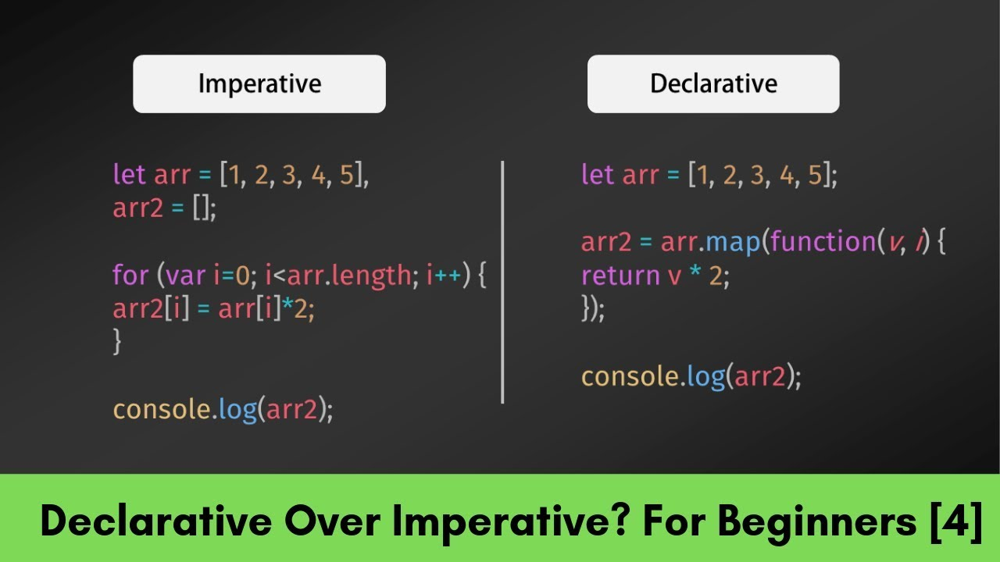 Imperative
let arr = [1, 2, 3, 4, 5],
arr2 = [];
for (var i=0; i<arr.length; i++) {
arr2[i] = arr[i]*2;
}
console.log(arr2);
Declarative
let arr = [1, 2, 3, 4, 5];
arr2 = arr.map(function(v, i) {
return v * 2;
});
console.log(arr2);
Declarative Over Imperative? For Beginners [4]